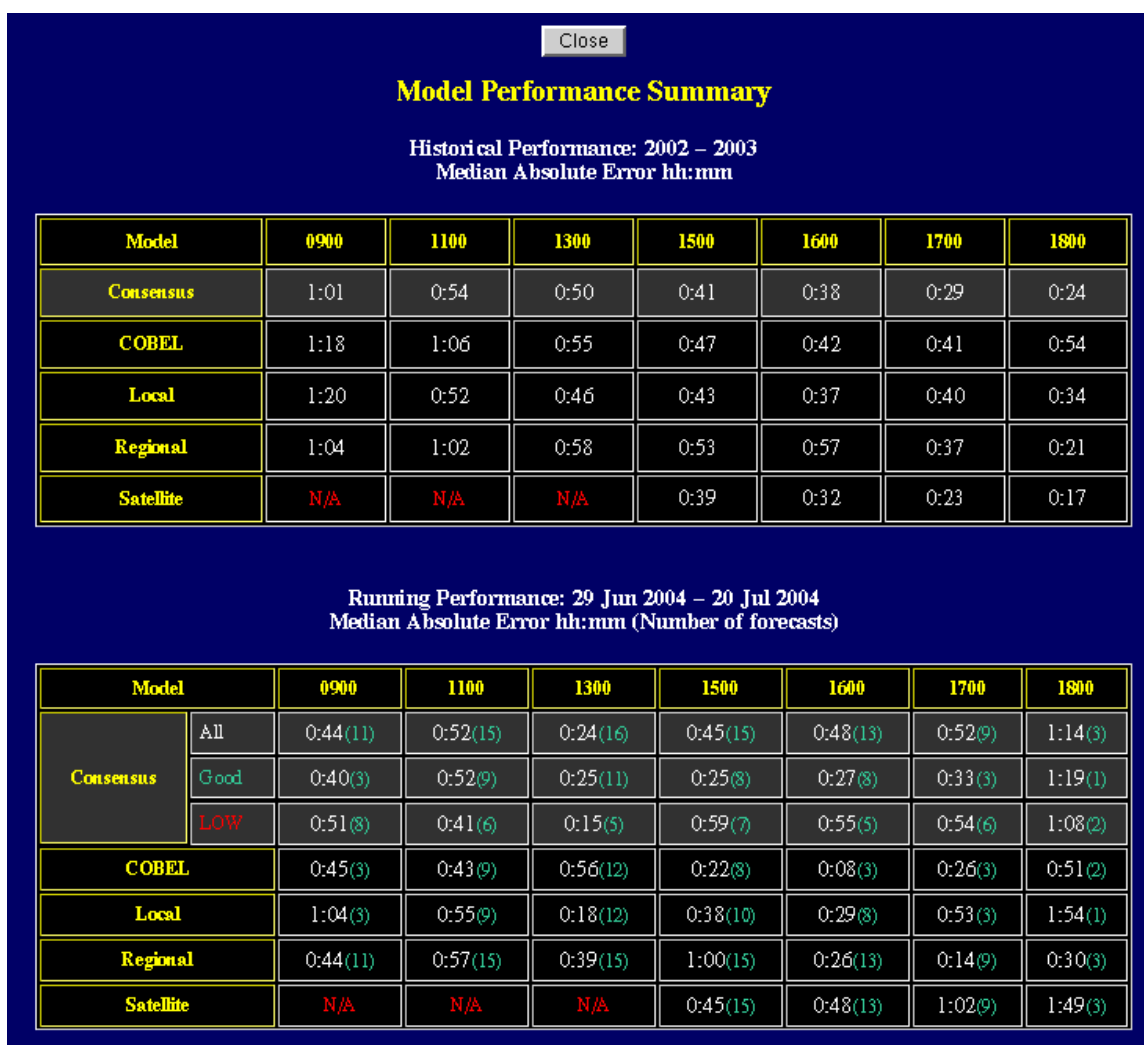 Close
Model Performance Summary
Historical Performance: 2002 – 2003
Median Absolute Error hh:mm
Model 0900 1100 1300 1500 1600 1700 1800
Consensus 1:01 0:54 0:50 0:41 0:38 0:29 0:24
COBEL 1:18 1:06 0:55 0:47 0:42 0:41 0:54
Local 1:20 0:52 0:46 0:43 0:37 0:40 0:34
Regional 1:04 1:02 0:58 0:53 0:57 0:37 0:21
Satellite N/A N/A N/A 0:39 0:32 0:23 0:17
Running Performance: 29 Jun 2004 – 20 Jul 2004
Median Absolute Error hh:mm (Number of forecasts)
Model 0900 1100 1300 1500 1600 1700 1800
All 0:44(11) 0:52(15) 0:24(16) 0:45(15) 0:48(13) 0:52(9) 1:14(3)
Consensus Good 0:40(3) 0:52(9) 0:25(11) 0:25(8) 0:27(8) 0:33(3) 1:19(1)
LOW 0:51(8) 0:41(6) 0:15(5) 0:59(7) 0:55(5) 0:54(6) 1:08(2)
COBEL 0:45(3) 0:43(9) 0:56(12) 0:22(8) 0:08(3) 0:26(3) 0:51(2)
Local 1:04(3) 0:55(9) 0:18(12) 0:38(10) 0:29(8) 0:53(3) 1:54(1)
Regional 0:44(11) 0:57(15) 0:39(15) 1:00(15) 0:26(13) 0:14(9) 0:30(3)
Satellite N/A N/A N/A 0:45(15) 0:48(13) 1:02(9) 1:49(3)